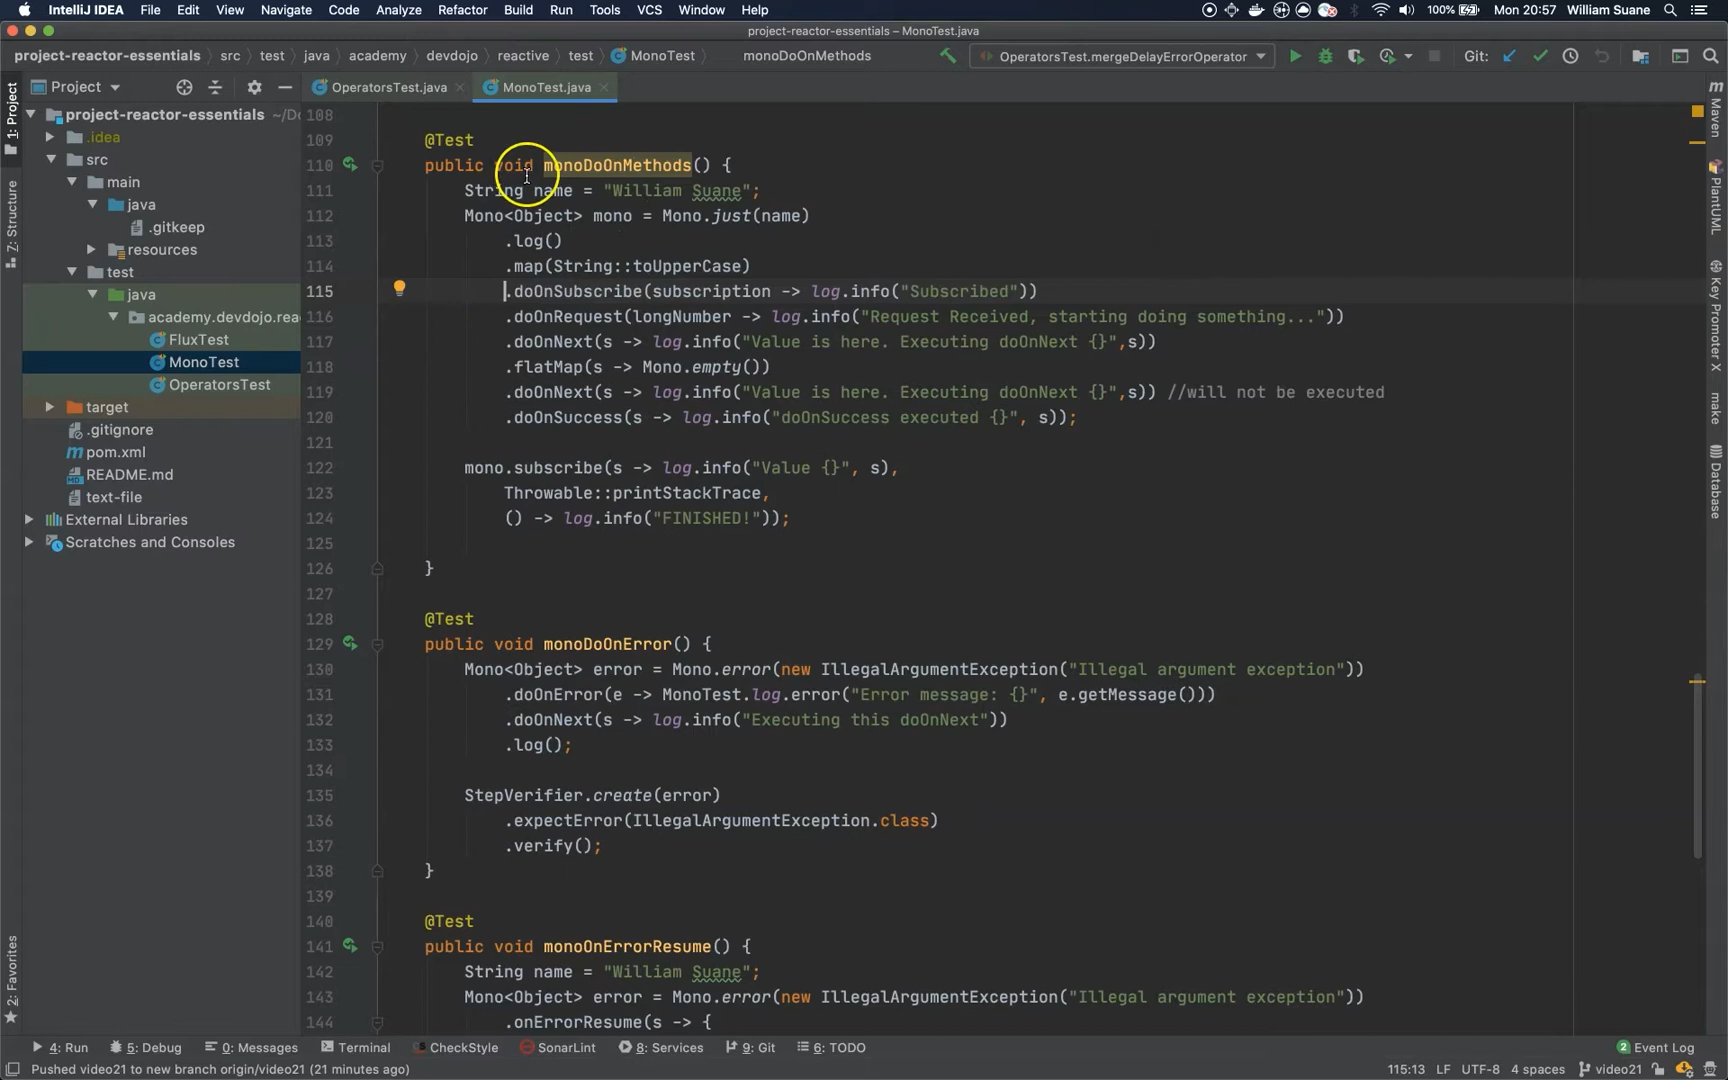 IntelliJ IDEA File Edit View Navigate Code Analyze Refactor Build Run Tools VCS Window Help 100% Mon 20:57 William Suane
project-reactor-essentials – MonoTest.java
project-reactor-essentials src test java academy devdojo reactive test MonoTest monoDoOnMethods OperatorsTest.mergeDelayErrorOperator Git:
Project OperatorsTest.java MonoTest.java
1: Project
Z: Structure
2: Favorites
project-reactor-essentials ~/Do
.idea
src
main
java
.gitkeep
resources
test
java
academy.devdojo.rea
FluxTest
MonoTest
OperatorsTest
target
.gitignore
pom.xml
README.md
text-file
External Libraries
Scratches and Consoles
108
109 @Test
110 public void monoDoOnMethods() {
111 String name = "William Suane";
112 Mono<Object> mono = Mono.just(name)
113 .log()
114 .map(String::toUpperCase)
115 .doOnSubscribe(subscription -> log.info("Subscribed"))
116 .doOnRequest(longNumber -> log.info("Request Received, starting doing something..."))
117 .doOnNext(s -> log.info("Value is here. Executing doOnNext {}",s))
118 .flatMap(s -> Mono.empty())
119 .doOnNext(s -> log.info("Value is here. Executing doOnNext {}",s)) //will not be executed
120 .doOnSuccess(s -> log.info("doOnSuccess executed {}", s));
121
122 mono.subscribe(s -> log.info("Value {}", s),
123 Throwable::printStackTrace,
124 () -> log.info("FINISHED!"));
125
126 }
127
128 @Test
129 public void monoDoOnError() {
130 Mono<Object> error = Mono.error(new IllegalArgumentException("Illegal argument exception"))
131 .doOnError(e -> MonoTest.log.error("Error message: {}", e.getMessage()))
132 .doOnNext(s -> log.info("Executing this doOnNext"))
133 .log();
134
135 StepVerifier.create(error)
136 .expectError(IllegalArgumentException.class)
137 .verify();
138 }
139
140 @Test
141 public void monoOnErrorResume() {
142 String name = "William Suane";
143 Mono<Object> error = Mono.error(new IllegalArgumentException("Illegal argument exception"))
144 .onErrorResume(s -> {
Maven
PlantUML
Key Promoter X
make
Database
4: Run 5: Debug 0: Messages Terminal CheckStyle SonarLint 8: Services 9: Git 6: TODO 2 Event Log
Pushed video21 to new branch origin/video21 (21 minutes ago) 115:13 LF UTF-8 4 spaces video21